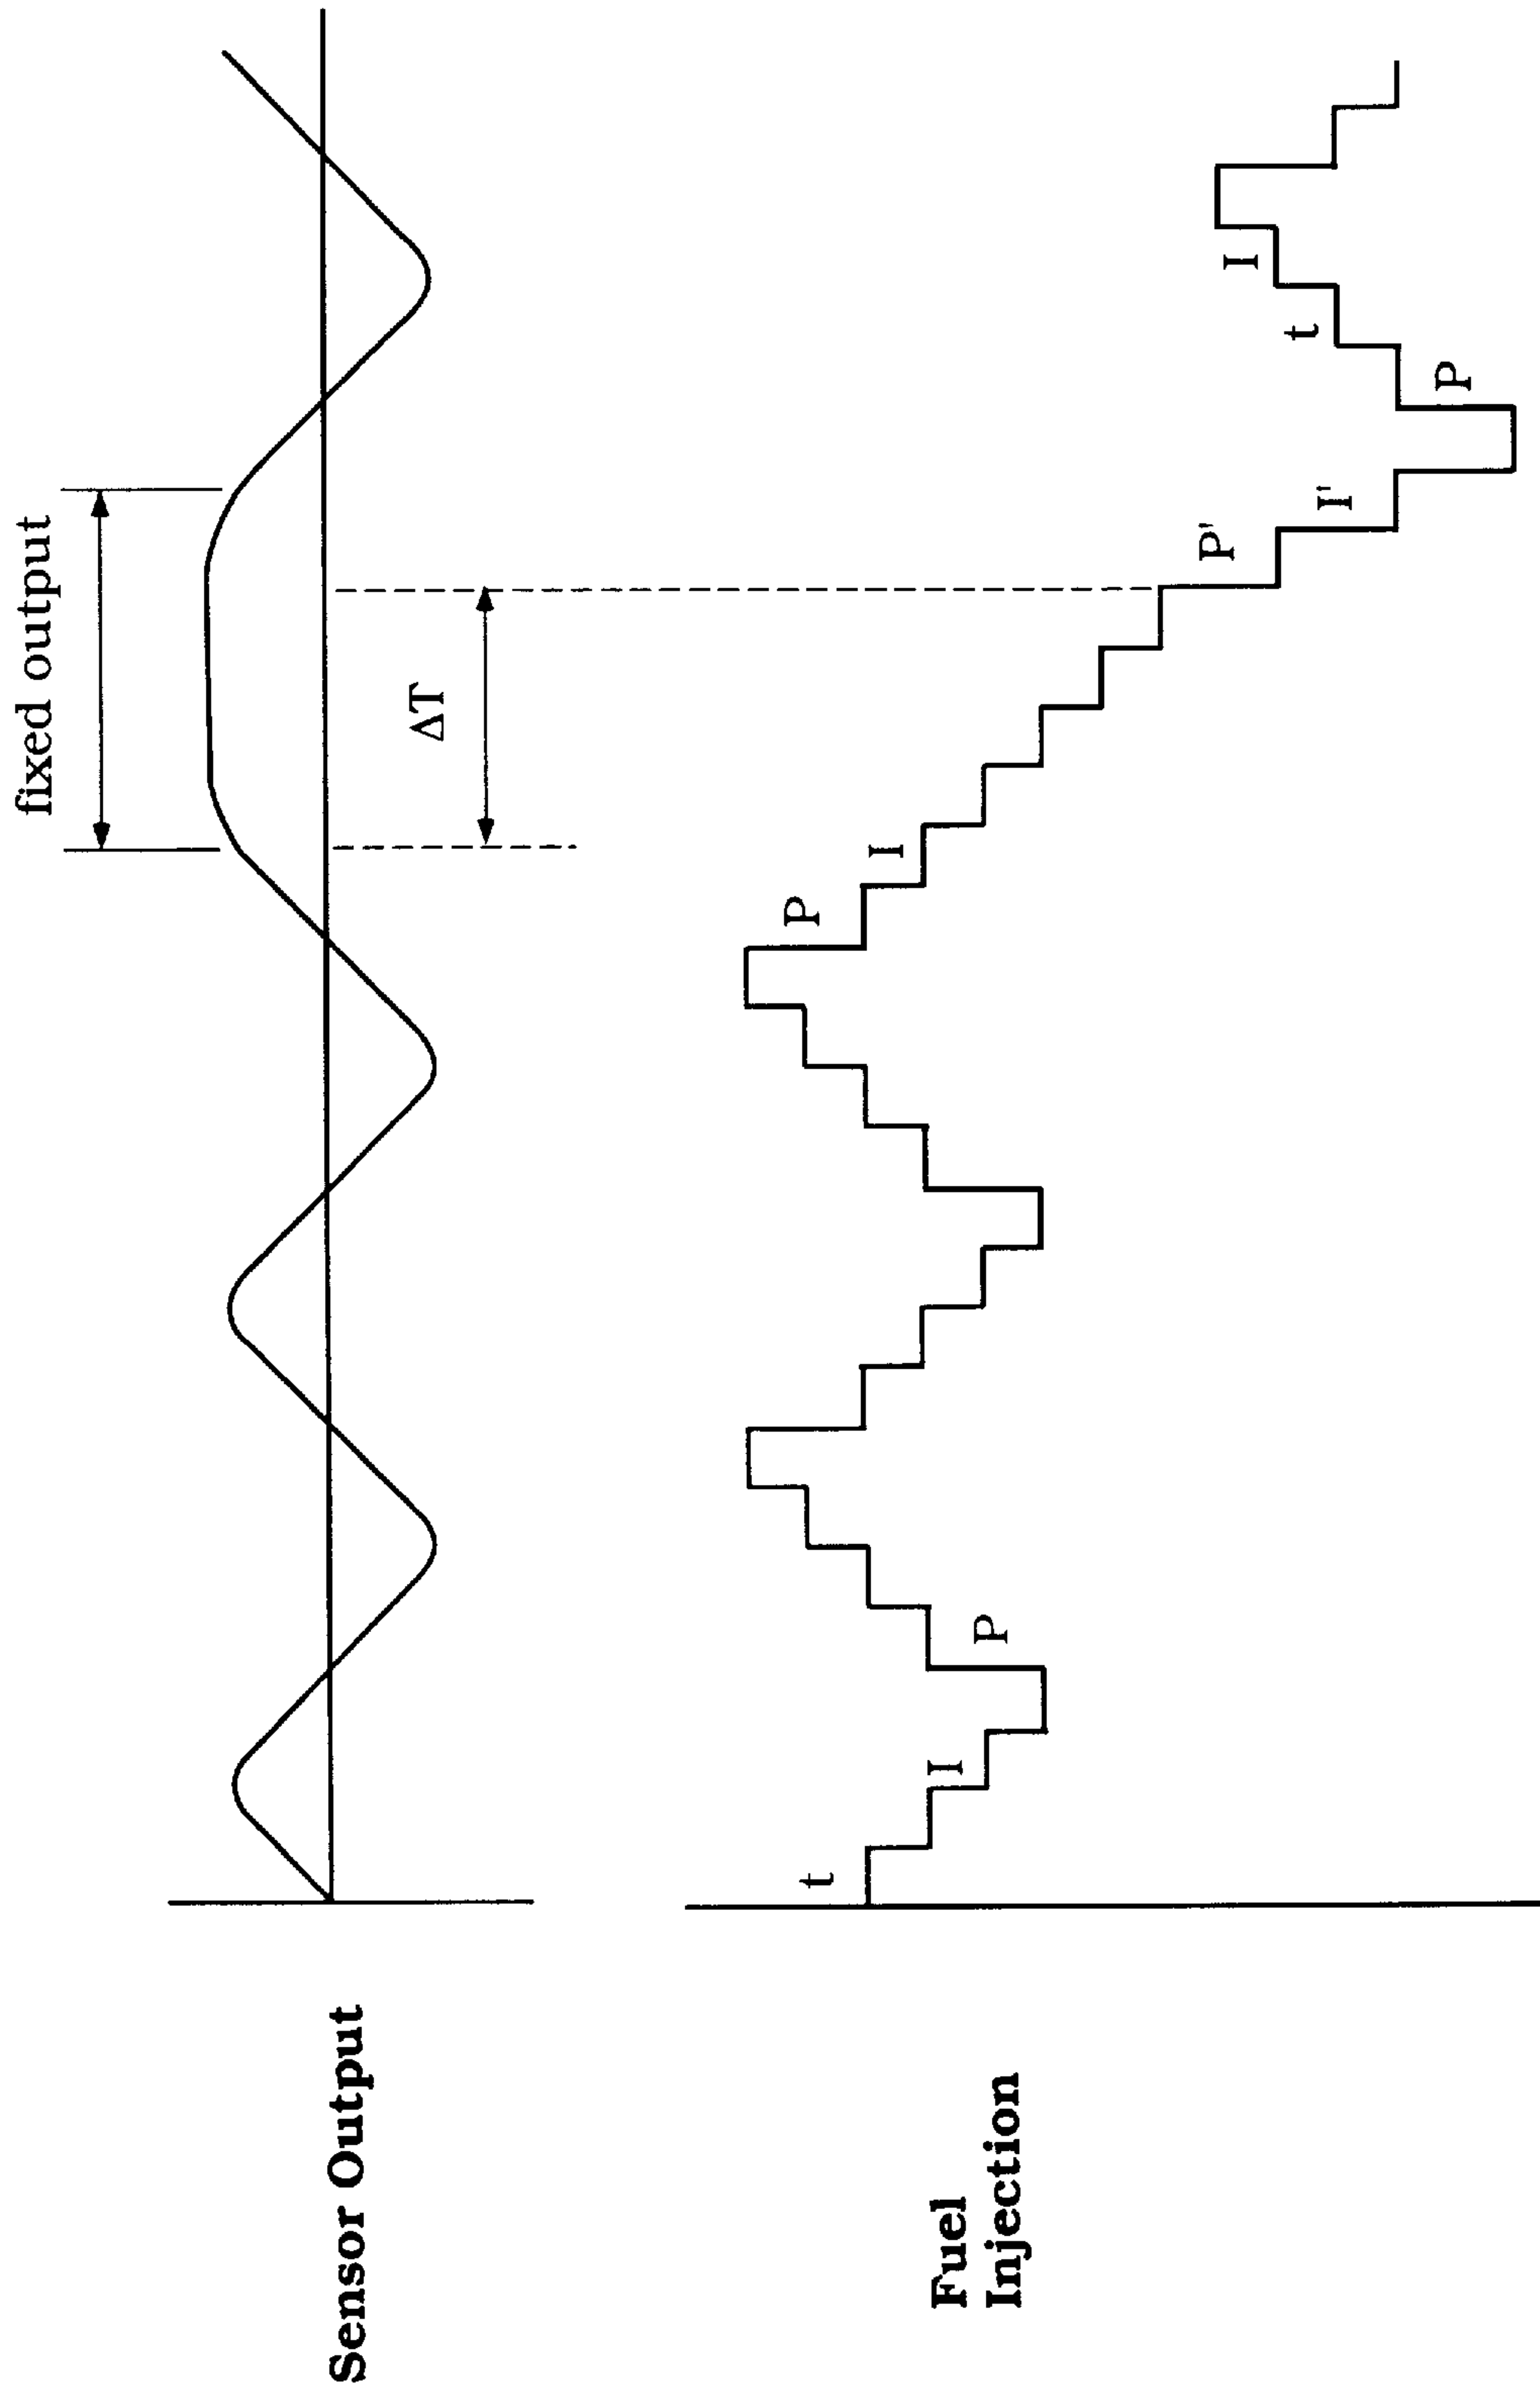 fixed output
Sensor Output
ΔT
Fuel
Injection
t
I
P
P
I
P'
I'
P
t
I